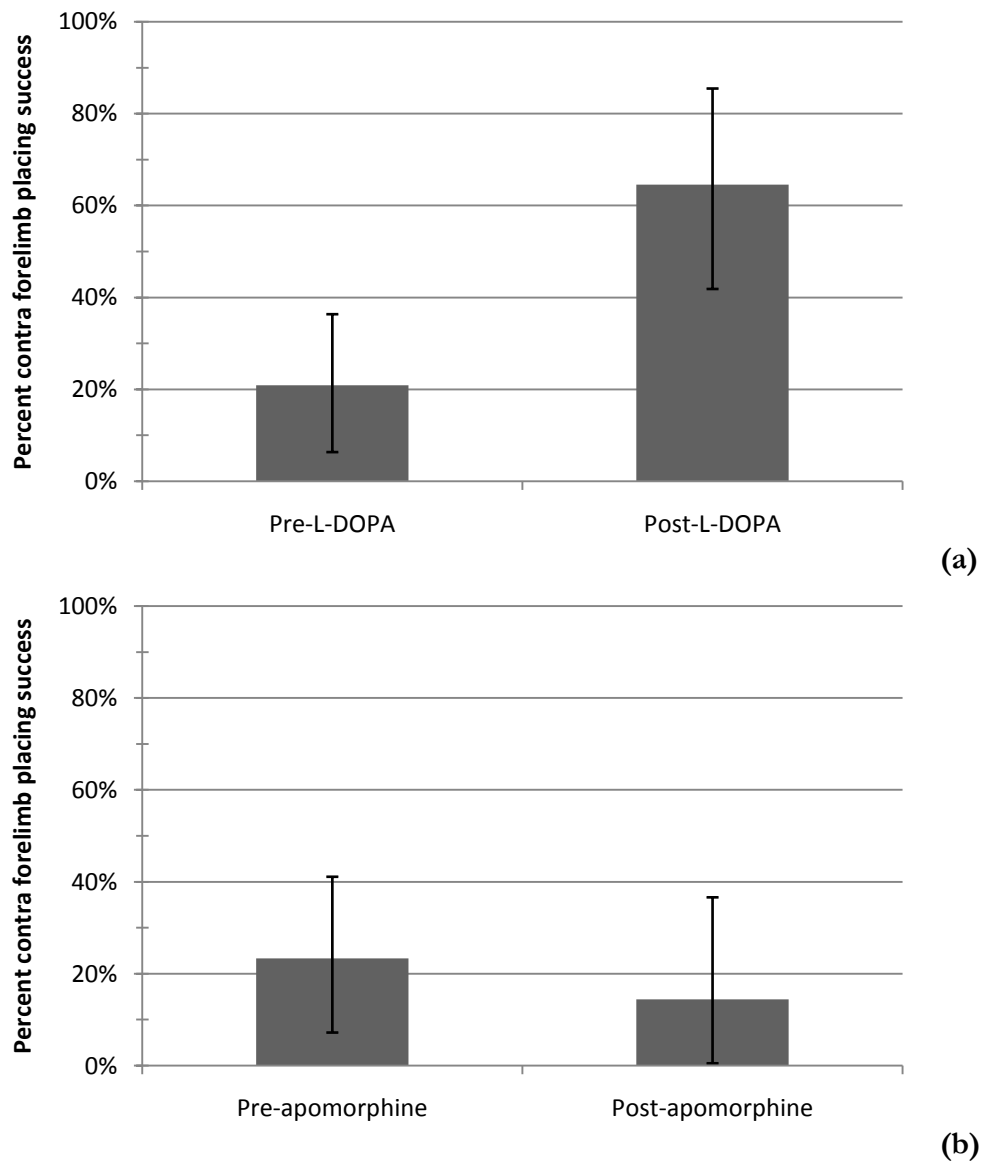 Percent contra forelimb placing success
100%
80%
60%
40%
20%
0%
Pre-L-DOPA
Post-L-DOPA
(a)
Percent contra forelimb placing success
100%
80%
60%
40%
20%
0%
Pre-apomorphine
Post-apomorphine
(b)